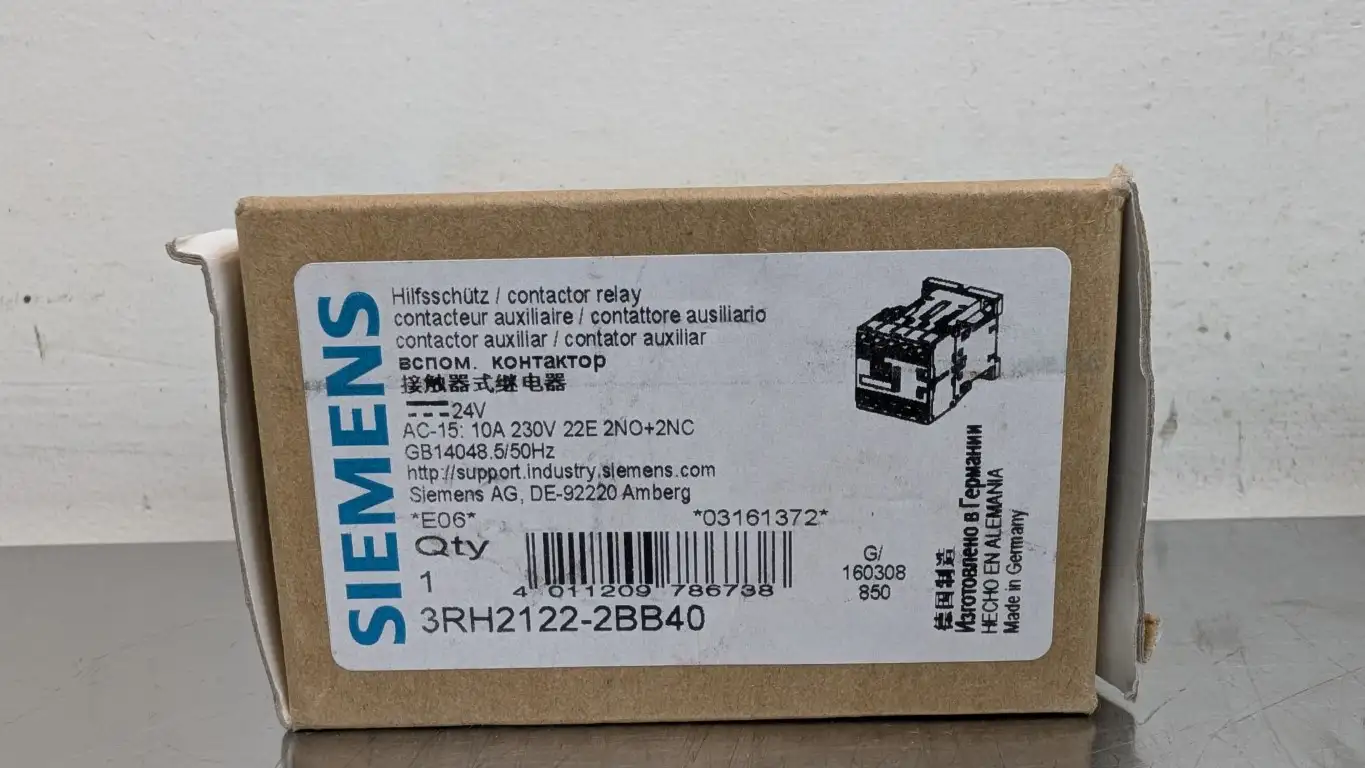 SIEMENS
Hilfsschütz / contactor relay
contacteur auxiliaire / contattore ausiliario
contactor auxiliar / contator auxiliar
вспом. контактор
接触器式继电器
24V
AC-15: 10A 230V 22E 2NO+2NC
GB14048.5/50Hz
http://support.industry.siemens.com
Siemens AG, DE-92220 Amberg
*E06* *03161372*
Qty
1
4 011209 786738
3RH2122-2BB40
G/
160308
850
德国制造
Изготовлено в Германии
HECHO EN ALEMANIA
Made in Germany